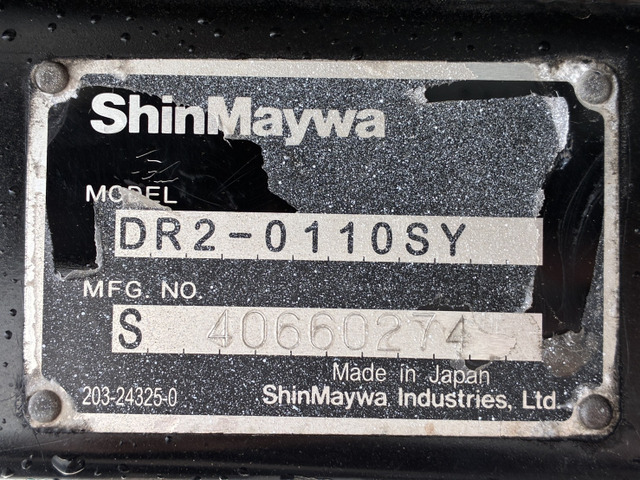 ShinMaywa
MODEL
DR2-0110SY
MFG NO.
S 40660274
Made in Japan
203-24325-0 ShinMaywa Industries, Ltd.